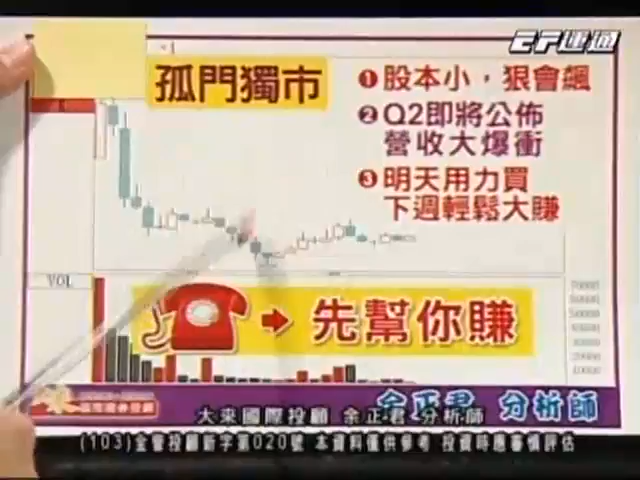 EF運通
孤門獨市
❶股本小，狠會飆
❷Q2即將公佈
營收大爆衝
❸明天用力買
下週輕鬆大賺
VOL
先幫你賺
余正君 分析師
大來國際投顧 余正君 分析師
(103)金管投顧新字第020號 本資料僅供參考 投資時應審慎評估